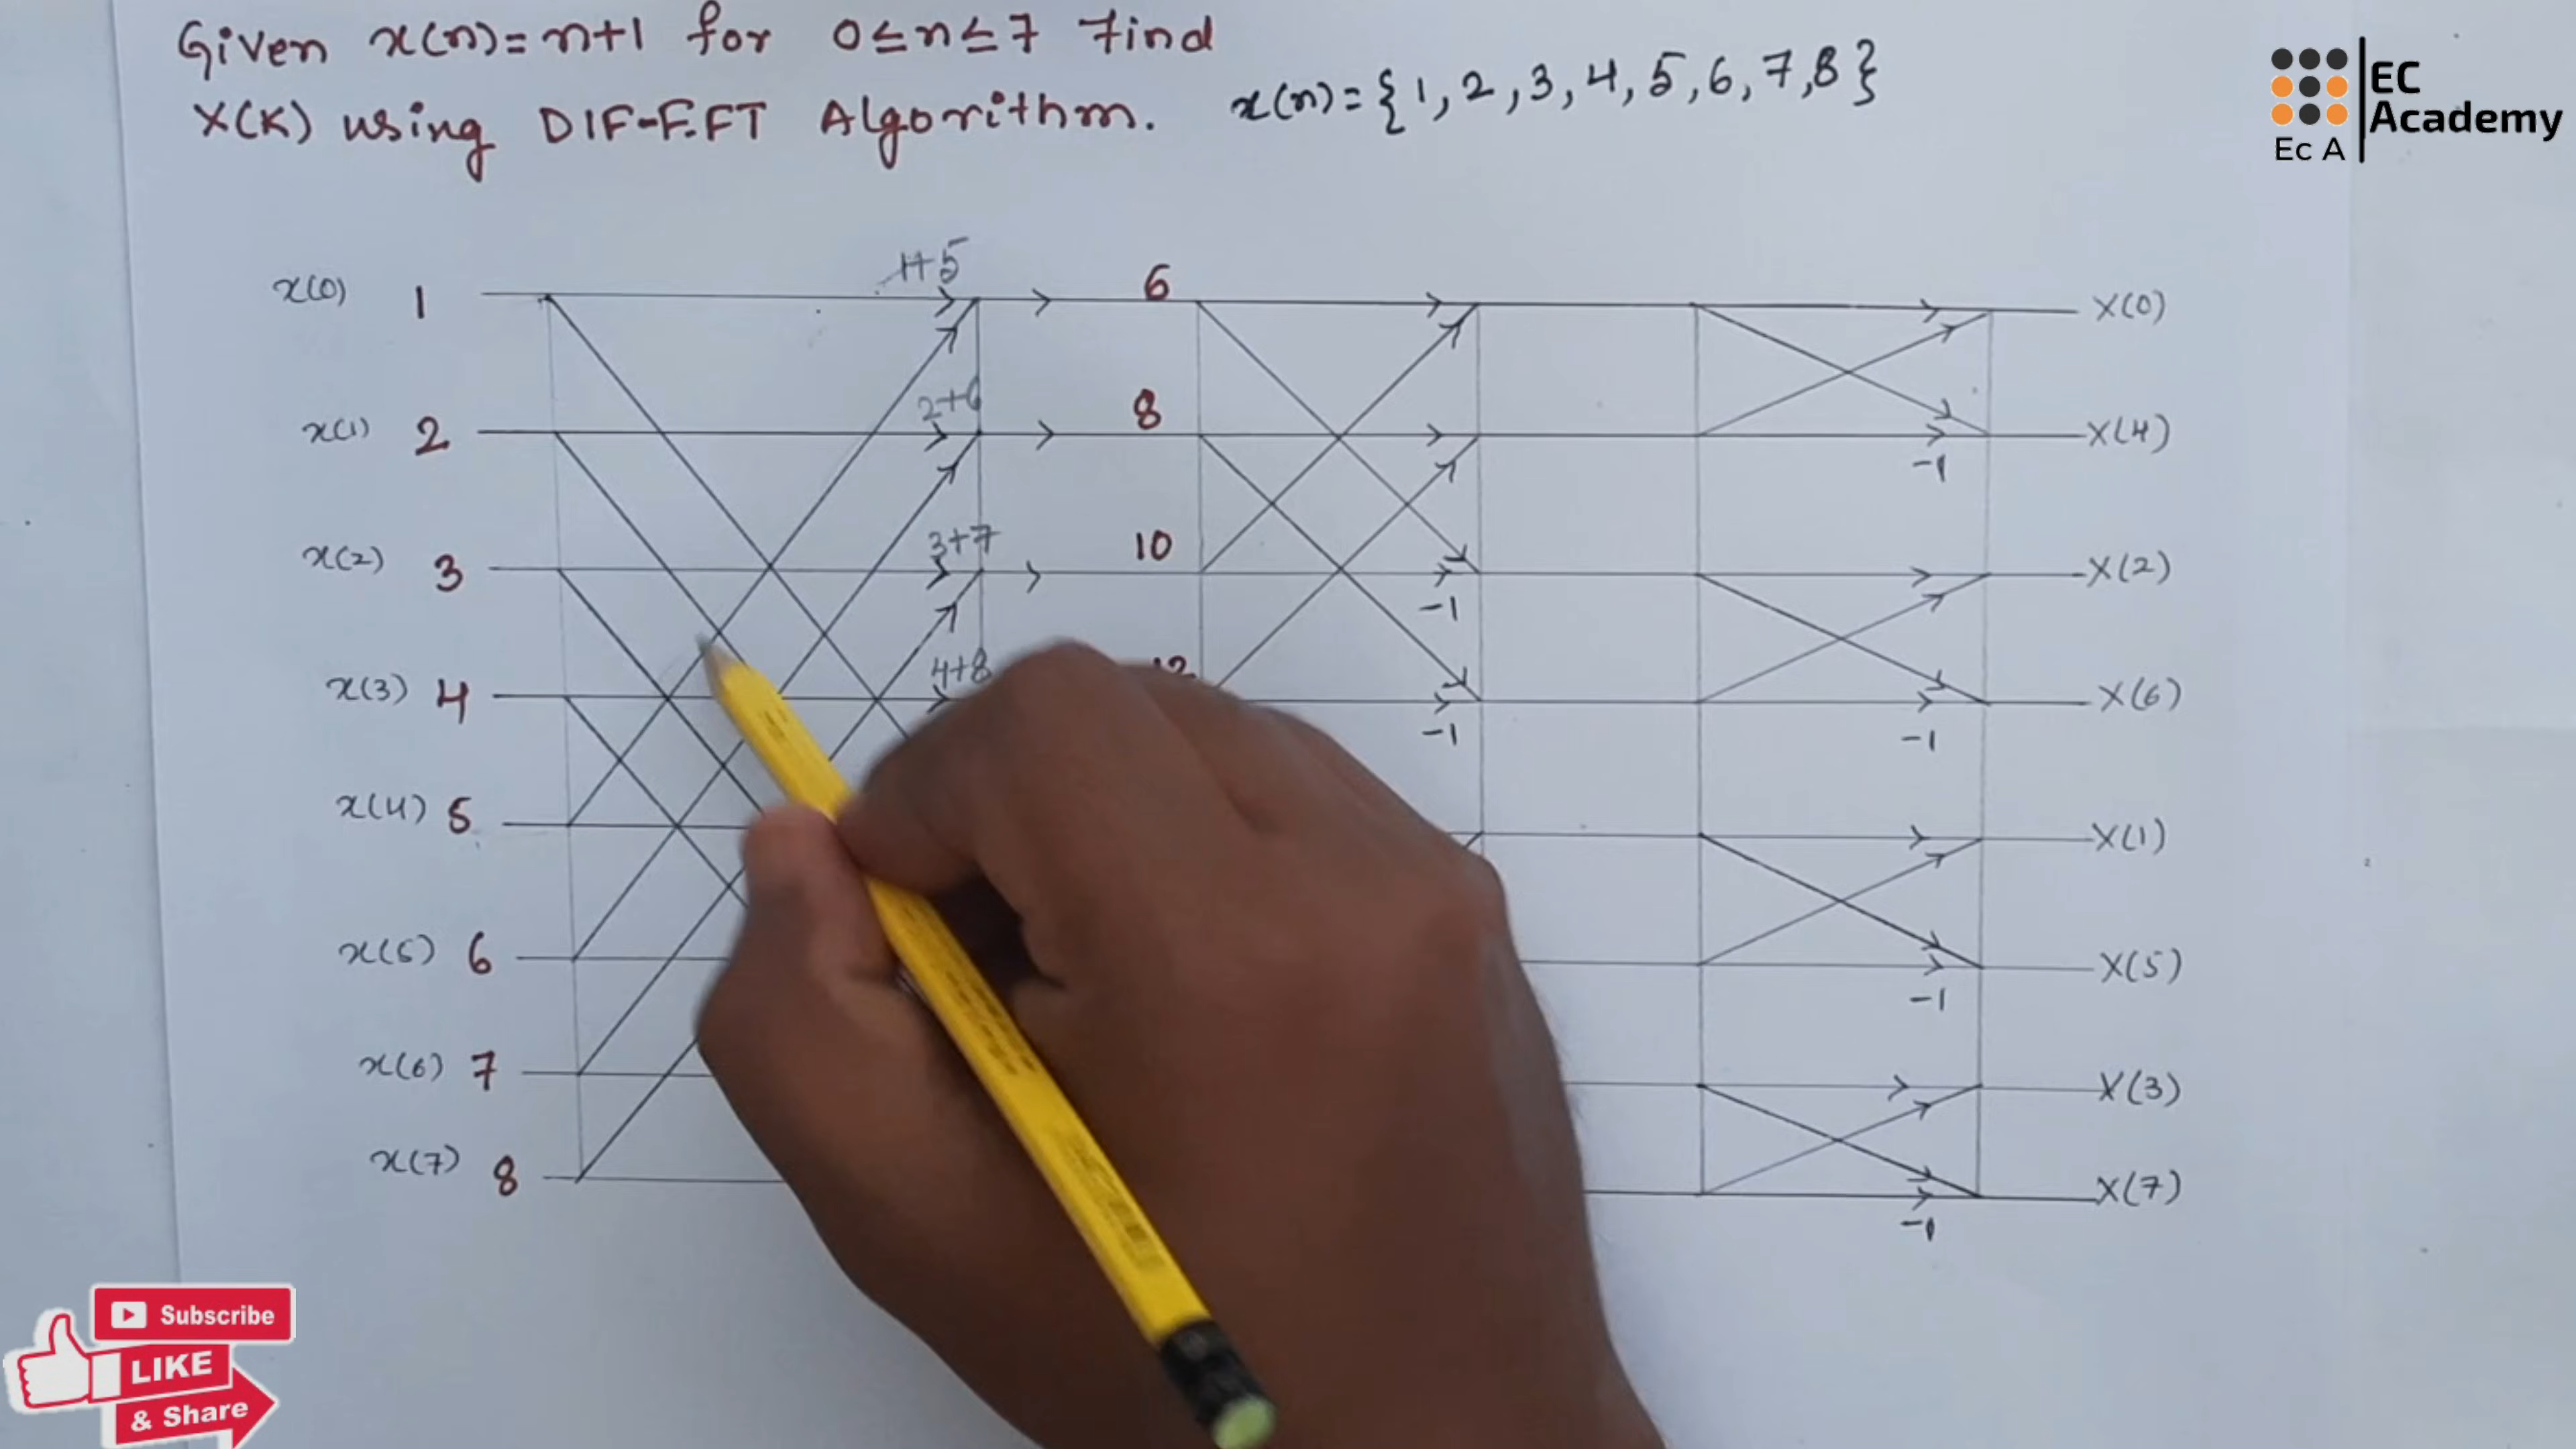 Given x(n)=n+1 for 0≤n≤7 Find
X(K) using DIF-F.FT Algorithm.
x(n)={1,2,3,4,5,6,7,8}
EC
Academy
Ec A
1+5
x(0) 1
6
X(0)
2+6
x(1) 2
8
X(4)
-1
3+7
x(2) 3
10
X(2)
-1
4+8
x(3) 4
12
X(6)
-1
-1
x(4) 5
X(1)
x(5) 6
X(5)
-1
x(6) 7
X(3)
x(7) 8
X(7)
-1
Subscribe
LIKE
& Share